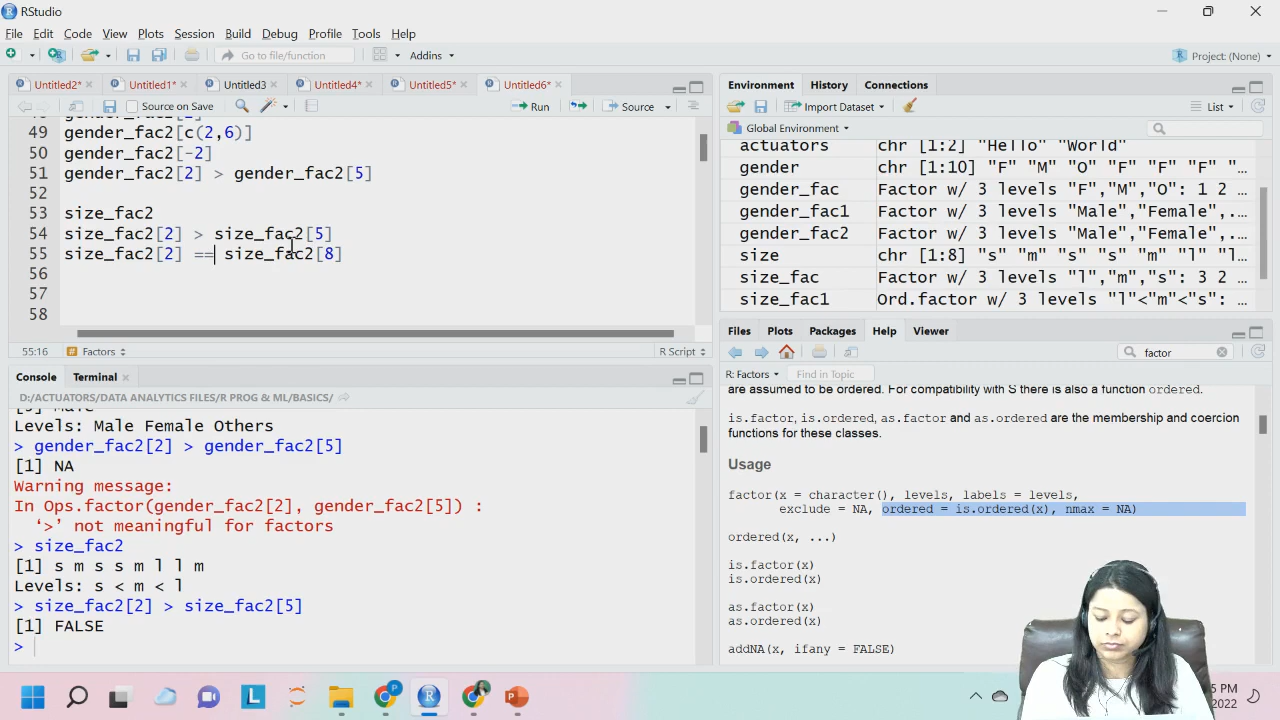 RStudio
File Edit Code View Plots Session Build Debug Profile Tools Help
Go to file/function
Addins
Project: (None)
Untitled2* Untitled1* Untitled3 Untitled4* Untitled5* Untitled6*
Source on Save Run Source
49 gender_fac2[c(2,6)]
50 gender_fac2[-2]
51 gender_fac2[2] > gender_fac2[5]
52
53 size_fac2
54 size_fac2[2] > size_fac2[5]
55 size_fac2[2] == size_fac2[8]
56
57
58
55:16 # Factors R Script
Console Terminal
D:/ACTUATORS/DATA ANALYTICS FILES/R PROG & ML/BASICS/
Levels: Male Female Others
> gender_fac2[2] > gender_fac2[5]
[1] NA
Warning message:
In Ops.factor(gender_fac2[2], gender_fac2[5]) :
‘>’ not meaningful for factors
> size_fac2
[1] s m s s m l l m
Levels: s < m < l
> size_fac2[2] > size_fac2[5]
[1] FALSE
>
Environment History Connections
Import Dataset List
Global Environment
actuators chr [1:2] "Hello" "World"
gender chr [1:10] "F" "M" "O" "F" "F" "F" "…
gender_fac Factor w/ 3 levels "F","M","O": 1 2 …
gender_fac1 Factor w/ 3 levels "Male","Female",…
gender_fac2 Factor w/ 3 levels "Male","Female",…
size chr [1:8] "s" "m" "s" "s" "m" "l" "l…
size_fac Factor w/ 3 levels "l","m","s": 3 2 …
size_fac1 Ord.factor w/ 3 levels "l"<"m"<"s": …
Files Plots Packages Help Viewer
factor
R: Factors Find in Topic
are assumed to be ordered. For compatibility with S there is also a function ordered.
is.factor, is.ordered, as.factor and as.ordered are the membership and coercion
functions for these classes.
Usage
factor(x = character(), levels, labels = levels,
exclude = NA, ordered = is.ordered(x), nmax = NA)
ordered(x, ...)
is.factor(x)
is.ordered(x)
as.factor(x)
as.ordered(x)
addNA(x, ifany = FALSE)